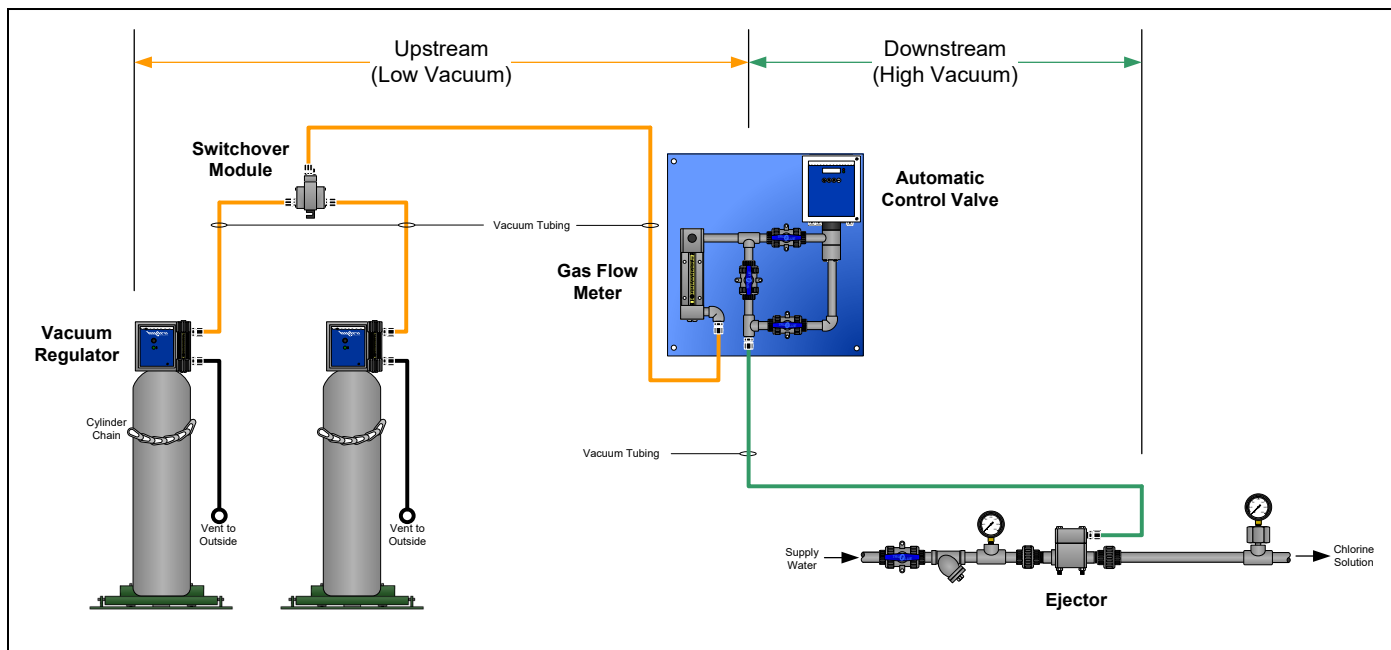 Upstream
(Low Vacuum)
Downstream
(High Vacuum)
Switchover
Module
Automatic
Control Valve
Vacuum Tubing
Gas Flow
Meter
Vacuum
Regulator
Cylinder
Chain
Vacuum Tubing
Vent to
Outside
Vent to
Outside
Supply
Water
Chlorine
Solution
Ejector